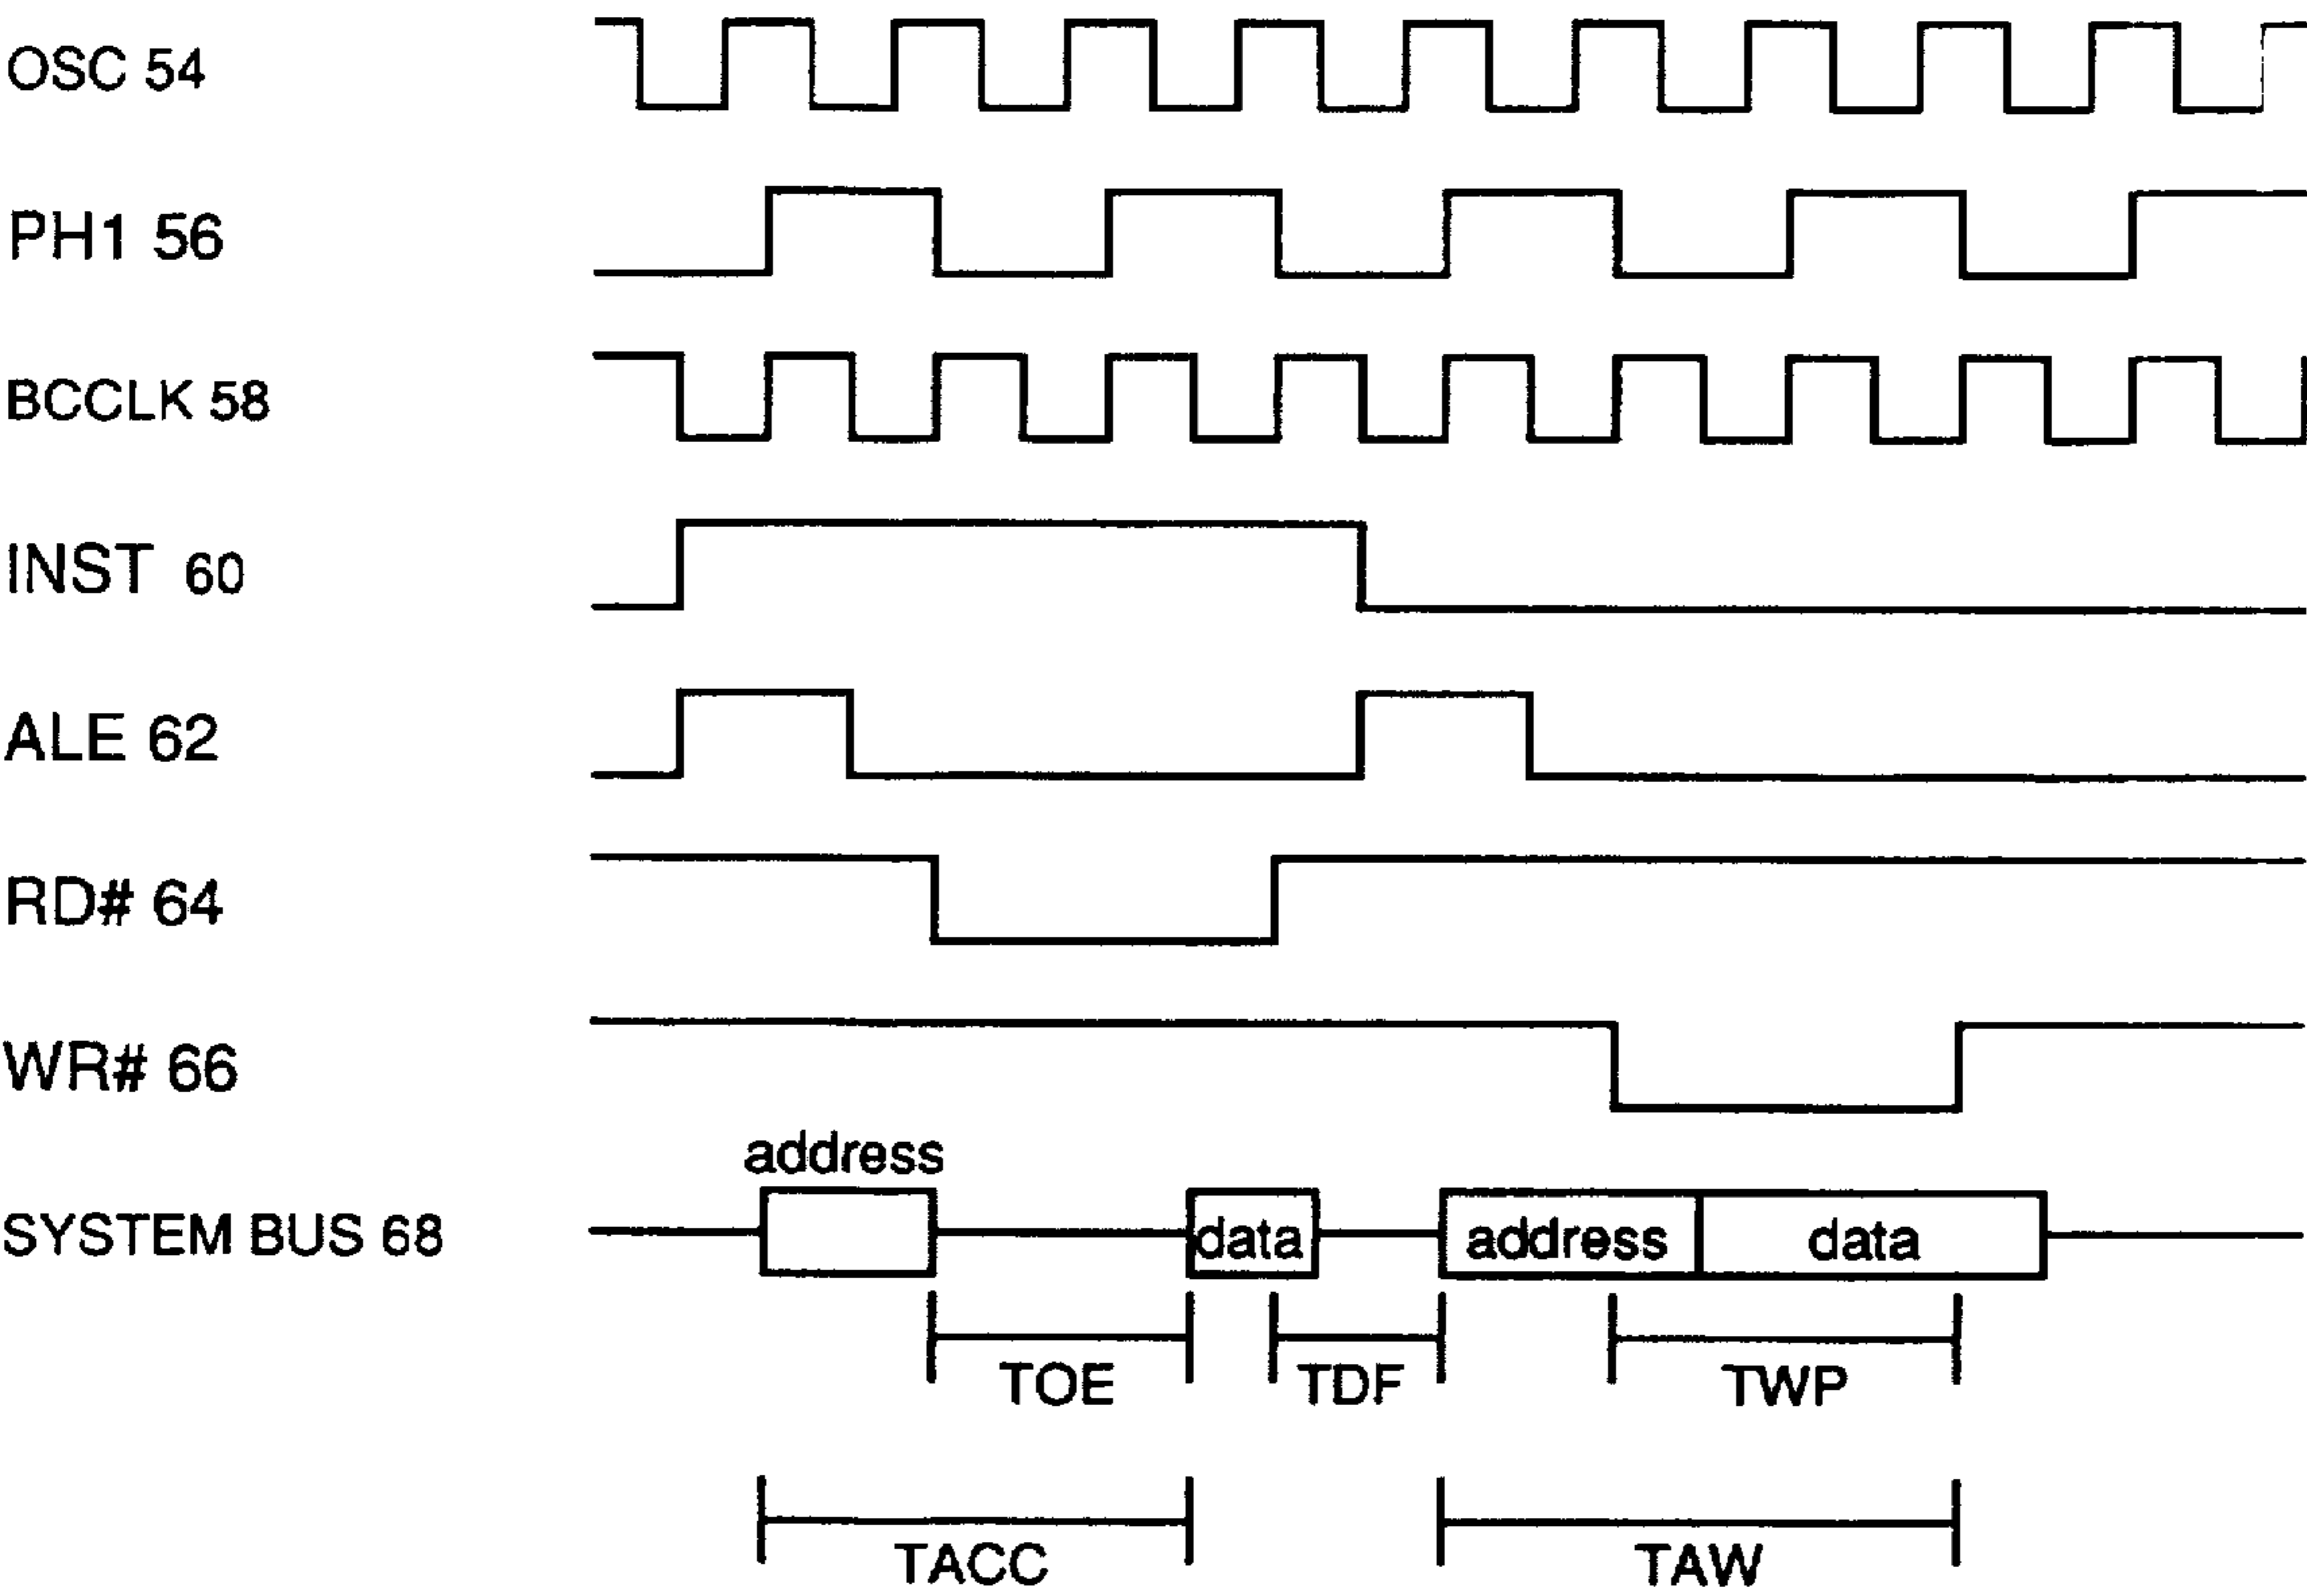 OSC 54
PH1 56
BCCLK 58
INST 60
ALE 62
RD# 64
WR# 66
address
SYSTEM BUS 68
data
address
data
TOE
TDF
TWP
TACC
TAW